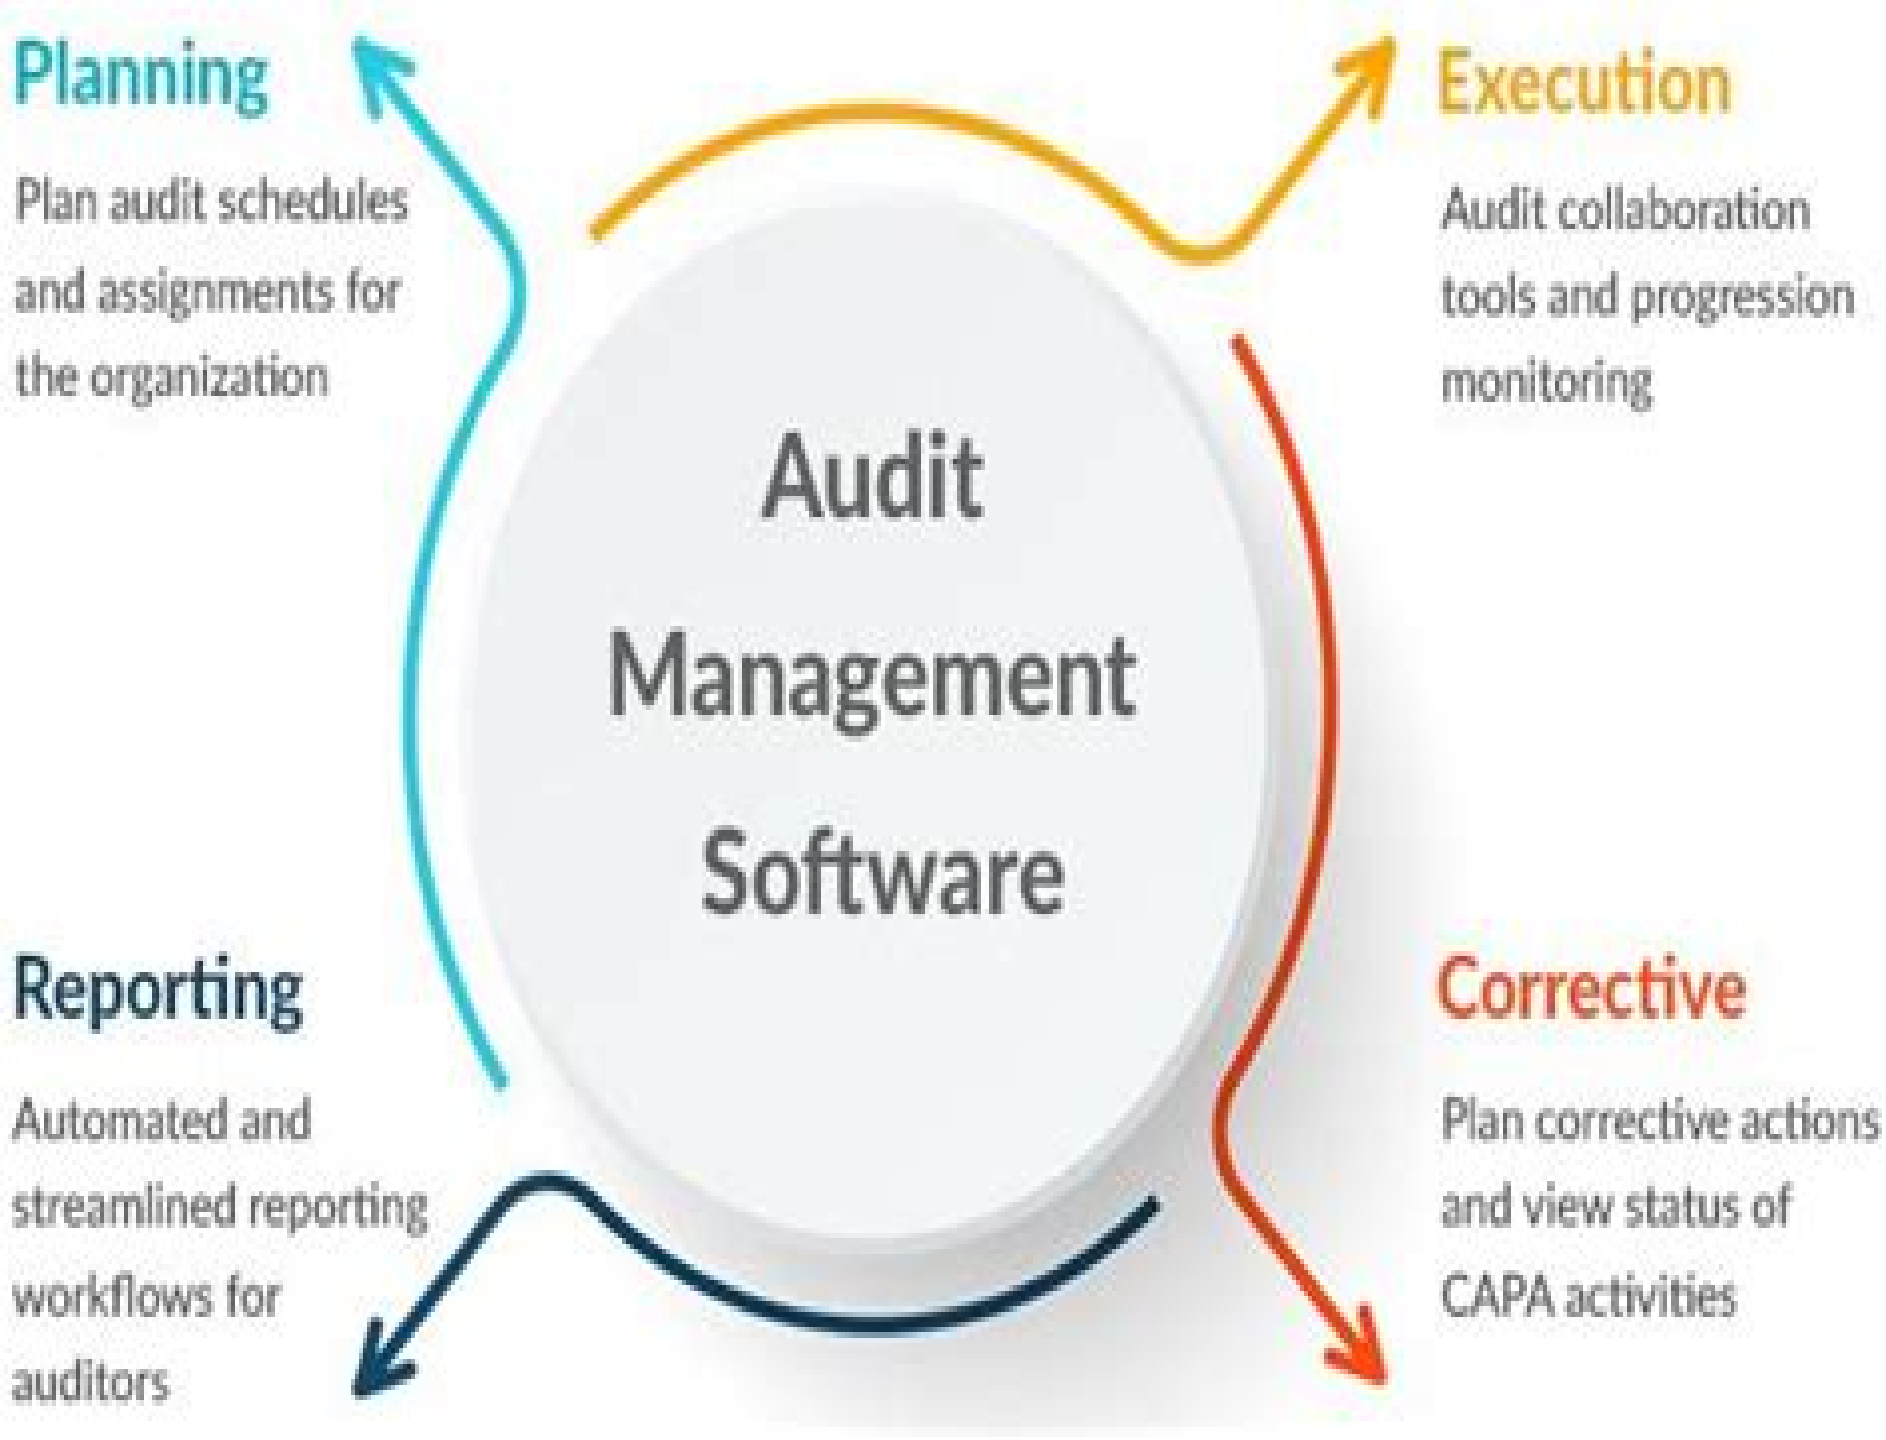 Planning
Plan audit schedules
and assignments for
the organization
Execution
Audit collaboration
tools and progression
monitoring
Audit
Management
Software
Reporting
Automated and
streamlined reporting
workflows for
auditors
Corrective
Plan corrective actions
and view status of
CAPA activities